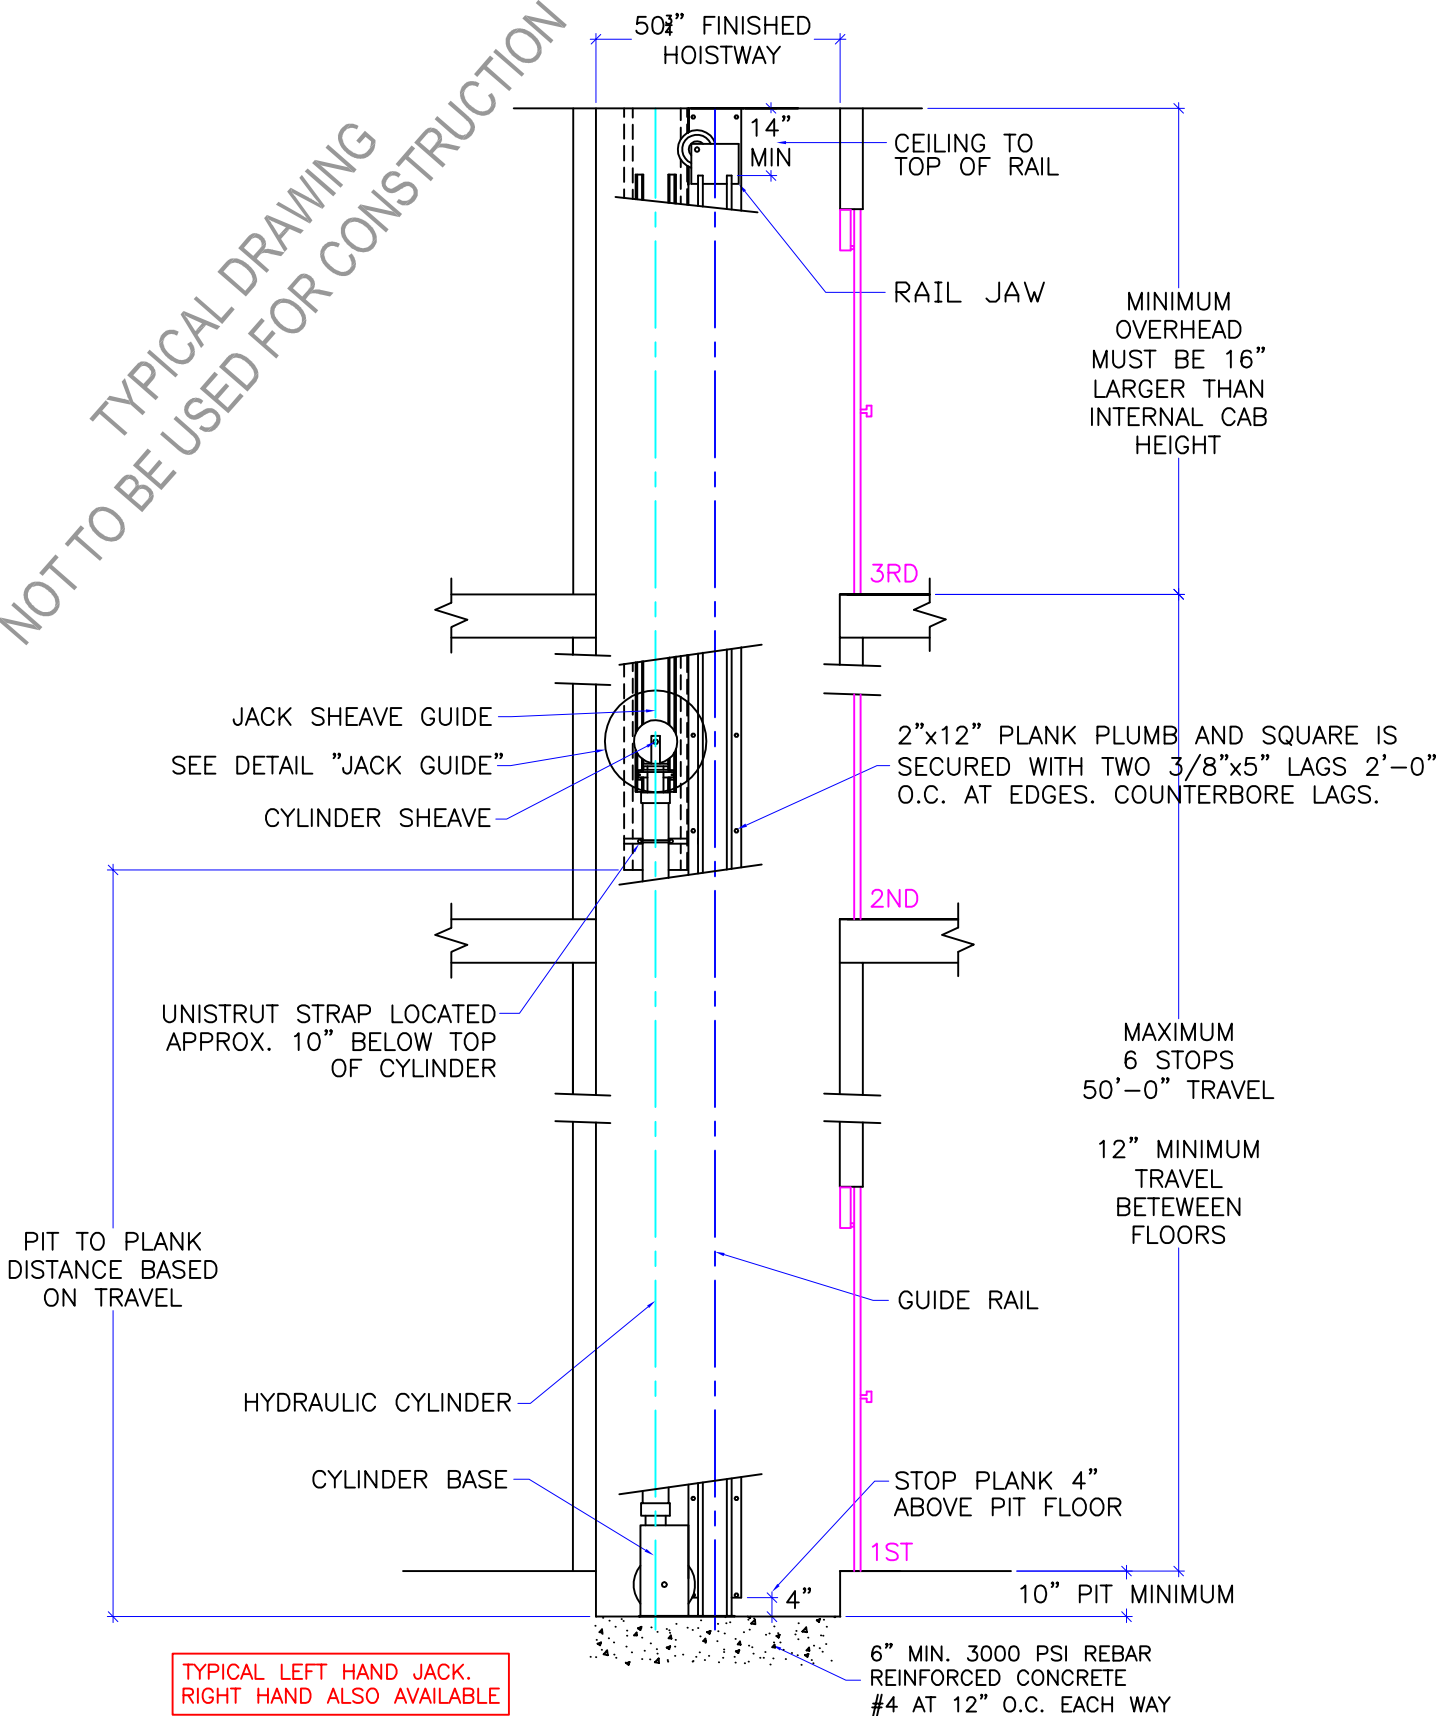 50¾” FINISHED
HOISTWAY
TYPICAL DRAWING
NOT TO BE USED FOR CONSTRUCTION
14”
MIN
CEILING TO
TOP OF RAIL
RAIL JAW
MINIMUM
OVERHEAD
MUST BE 16”
LARGER THAN
INTERNAL CAB
HEIGHT
3RD
JACK SHEAVE GUIDE
SEE DETAIL ”JACK GUIDE”
CYLINDER SHEAVE
2”x12” PLANK PLUMB AND SQUARE IS
SECURED WITH TWO 3/8”x5” LAGS 2’-0”
O.C. AT EDGES. COUNTERBORE LAGS.
2ND
UNISTRUT STRAP LOCATED
APPROX. 10” BELOW TOP
OF CYLINDER
MAXIMUM
6 STOPS
50’-0” TRAVEL
12” MINIMUM
TRAVEL
BETEWEEN
FLOORS
PIT TO PLANK
DISTANCE BASED
ON TRAVEL
GUIDE RAIL
HYDRAULIC CYLINDER
CYLINDER BASE
STOP PLANK 4”
ABOVE PIT FLOOR
1ST
4”
10” PIT MINIMUM
6” MIN. 3000 PSI REBAR
REINFORCED CONCRETE
#4 AT 12” O.C. EACH WAY
TYPICAL LEFT HAND JACK.
RIGHT HAND ALSO AVAILABLE